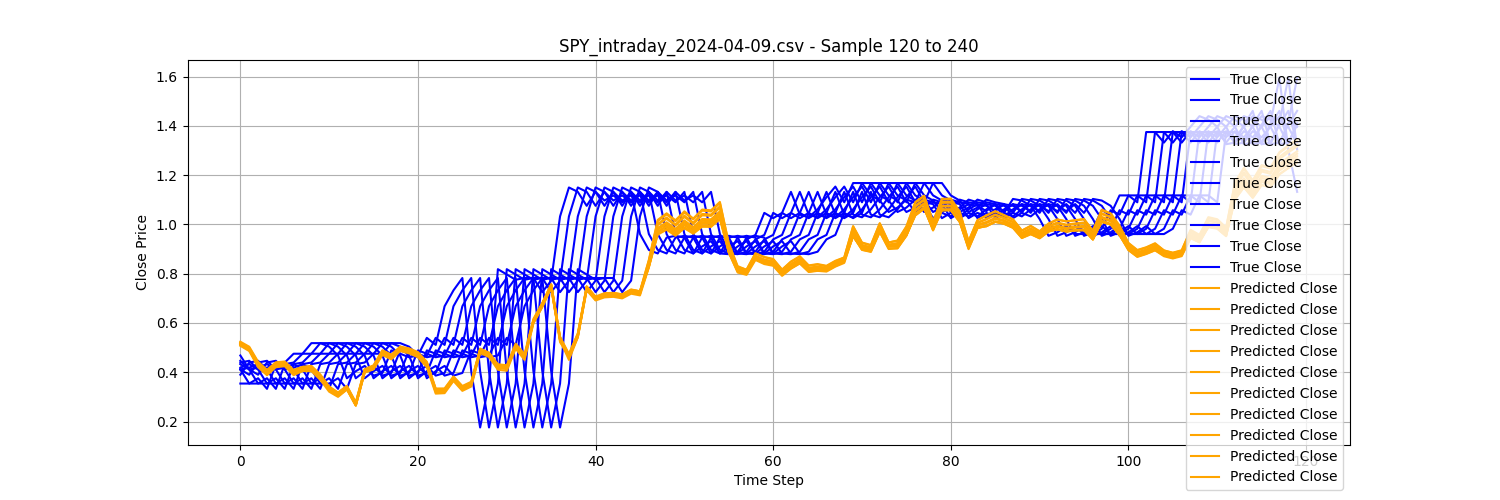 SPY_intraday_2024-04-09.csv - Sample 120 to 240
Close Price
1.6
1.4
1.2
1.0
0.8
0.6
0.4
0.2
0
20
40
60
80
100
120
Time Step
True Close
True Close
True Close
True Close
True Close
True Close
True Close
True Close
True Close
True Close
Predicted Close
Predicted Close
Predicted Close
Predicted Close
Predicted Close
Predicted Close
Predicted Close
Predicted Close
Predicted Close
Predicted Close